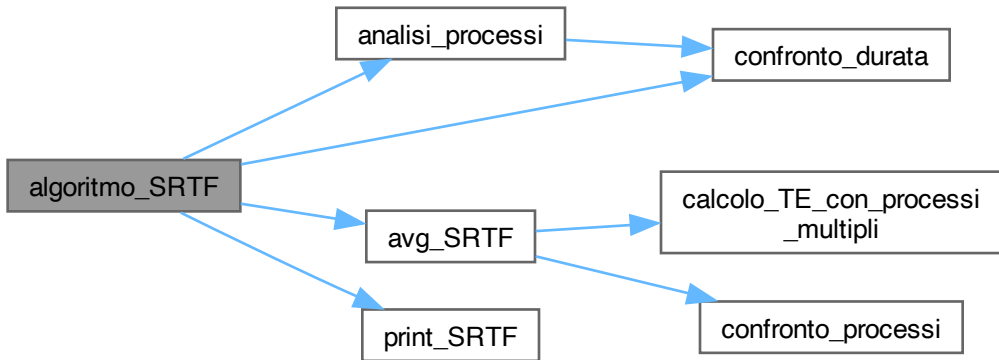 analisi_processi
confronto_durata
algoritmo_SRTF
calcolo_TE_con_processi
_multipli
avg_SRTF
confronto_processi
print_SRTF